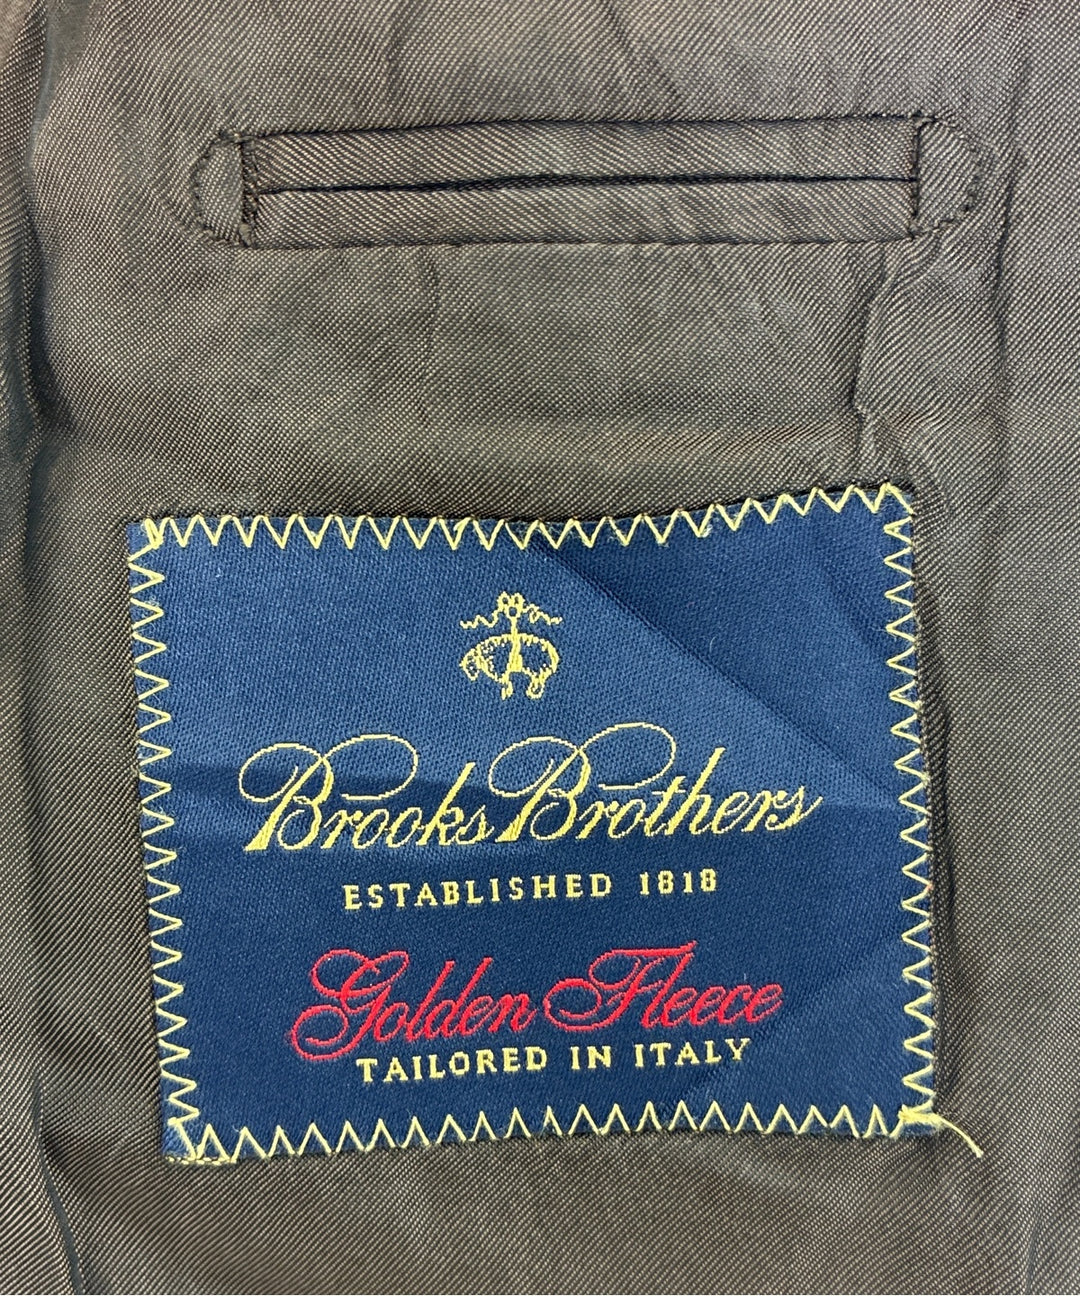 Brooks Brothers
ESTABLISHED 1818
Golden Fleece
TAILORED IN ITALY